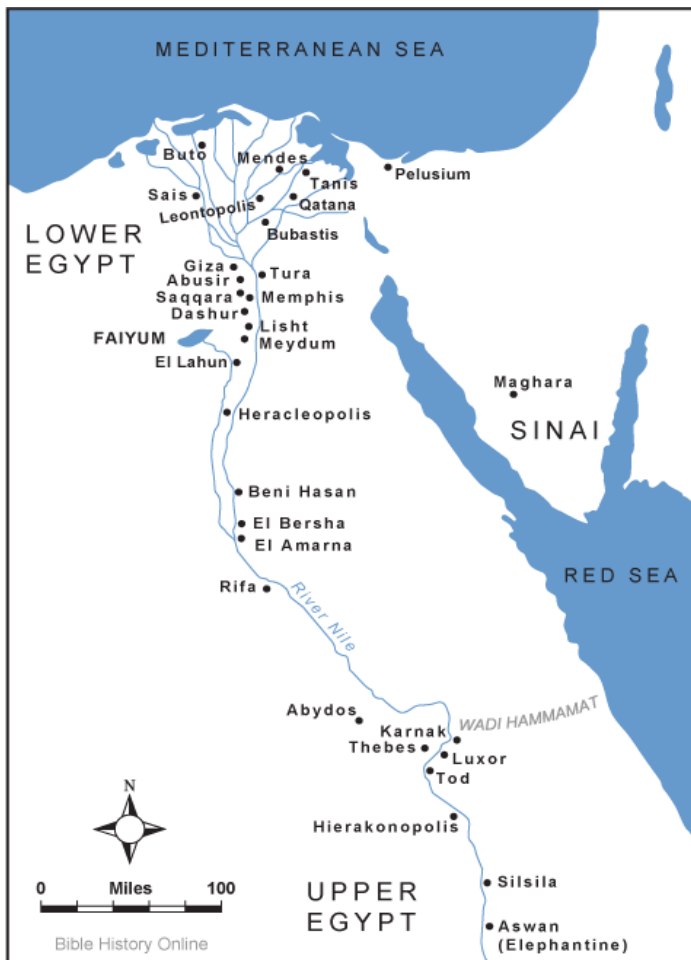 MEDITERRANEAN SEA
Buto
Mendes
Tanis
Pelusium
Sais
Leontopolis
Qatana
Bubastis
LOWER
EGYPT
Giza
Tura
Abusir
Saqqara
Memphis
Dashur
Lisht
FAIYUM
Meydum
El Lahun
Maghara
Heracleopolis
SINAI
Beni Hasan
El Bersha
El Amarna
RED SEA
Rifa
River Nile
Abydos
WADI HAMMAMAT
Karnak
Thebes
Luxor
Tod
N
Hierakonopolis
0 Miles 100
Silsila
UPPER
EGYPT
Aswan
(Elephantine)
Bible History Online